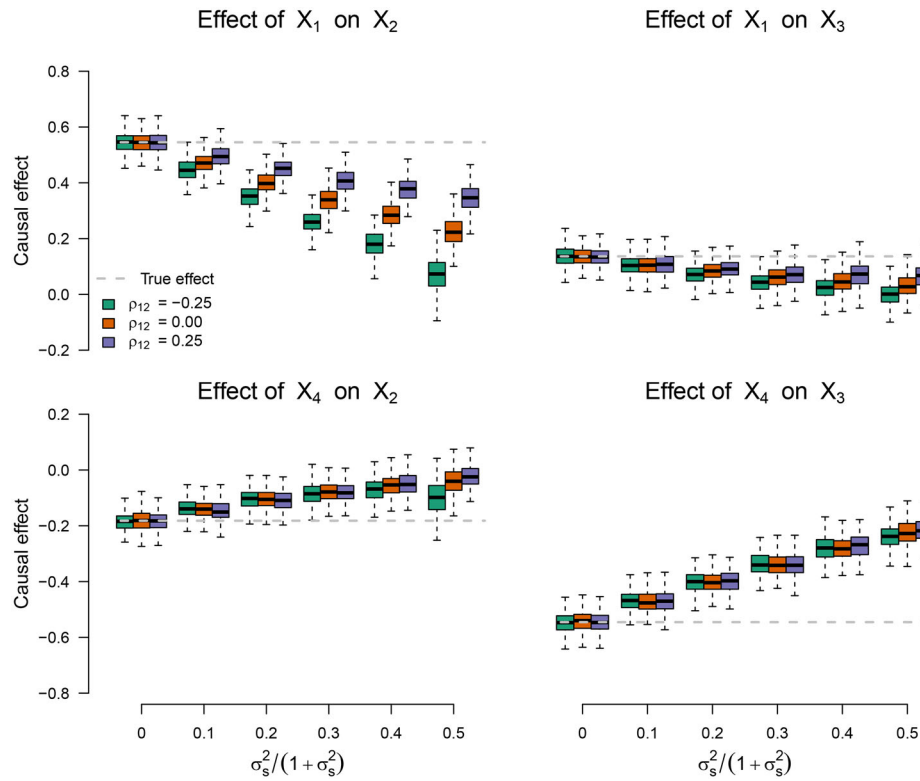 Effect of X₁ on X₂
Effect of X₁ on X₃
Causal effect
0.8
0.6
0.4
0.2
0.0
−0.2
True effect
ρ₁₂ = −0.25
ρ₁₂ = 0.00
ρ₁₂ = 0.25
Effect of X₄ on X₂
Effect of X₄ on X₃
Causal effect
0.2
0.0
−0.2
−0.4
−0.6
−0.8
0 0.1 0.2 0.3 0.4 0.5
0 0.1 0.2 0.3 0.4 0.5
σₛ²/(1+σₛ²)
σₛ²/(1+σₛ²)